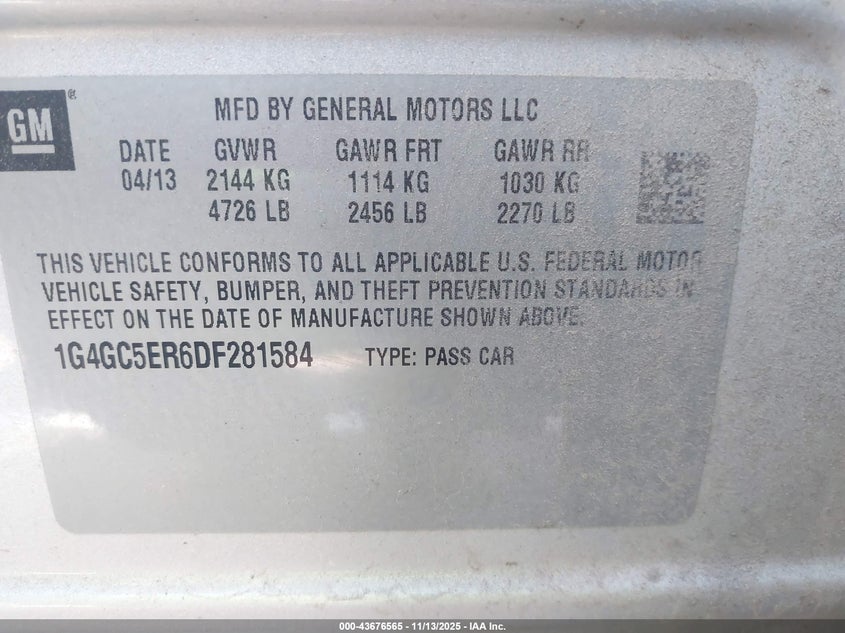 GM®
MFD BY GENERAL MOTORS LLC
DATE GVWR GAWR FRT GAWR RR
04/13 2144 KG 1114 KG 1030 KG
4726 LB 2456 LB 2270 LB
THIS VEHICLE CONFORMS TO ALL APPLICABLE U.S. FEDERAL MOTOR
VEHICLE SAFETY, BUMPER, AND THEFT PREVENTION STANDARDS IN
EFFECT ON THE DATE OF MANUFACTURE SHOWN ABOVE.
1G4GC5ER6DF281584 TYPE: PASS CAR
000-43676565 - 11/13/2025 - IAA Inc.